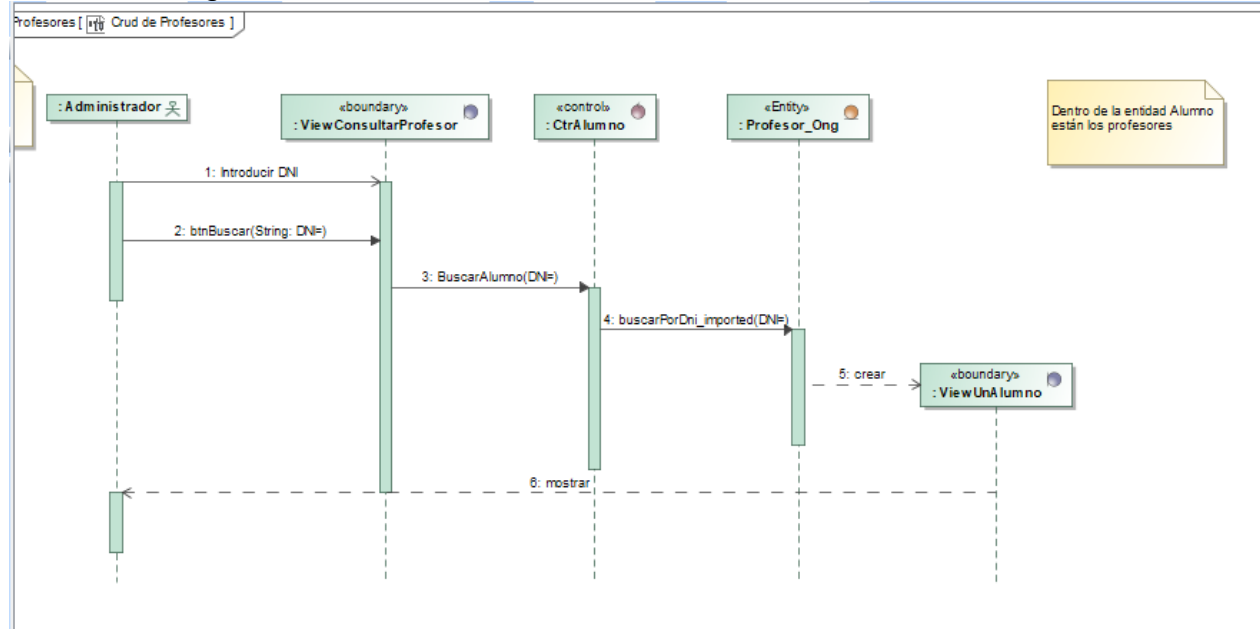 Profesores [ Crud de Profesores ]
: Administrador
«boundary»
: ViewConsultarProfesor
«control»
: CtrAlumno
«Entity»
: Profesor_Ong
Dentro de la entidad Alumno
están los profesores
1: Introducir DNI
2: btnBuscar(String: DNI=)
3: BuscarAlumno(DNI=)
4: buscarPorDni_imported(DNI=)
5: crear
«boundary»
: ViewUnAlumno
6: mostrar